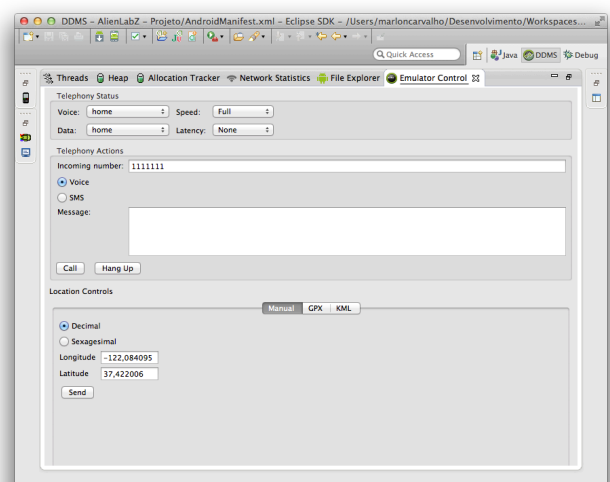 DDMS – AlienLabZ – Projeto/AndroidManifest.xml – Eclipse SDK – /Users/marloncarvalho/Desenvolvimento/Workspaces...
Quick Access Java DDMS Debug
Threads Heap Allocation Tracker Network Statistics File Explorer Emulator Control
Telephony Status
Voice: home Speed: Full
Data: home Latency: None
Telephony Actions
Incoming number: 1111111
Voice
SMS
Message:
Call Hang Up
Location Controls
Manual GPX KML
Decimal
Sexagesimal
Longitude -122,084095
Latitude 37,422006
Send